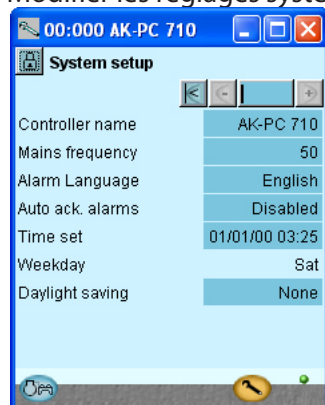 Modifier les réglages systè
00:000 AK-PC 710
System setup
Controller name AK-PC 710
Mains frequency 50
Alarm Language English
Auto ack. alarms Disabled
Time set 01/01/00 03:25
Weekday Sat
Daylight saving None